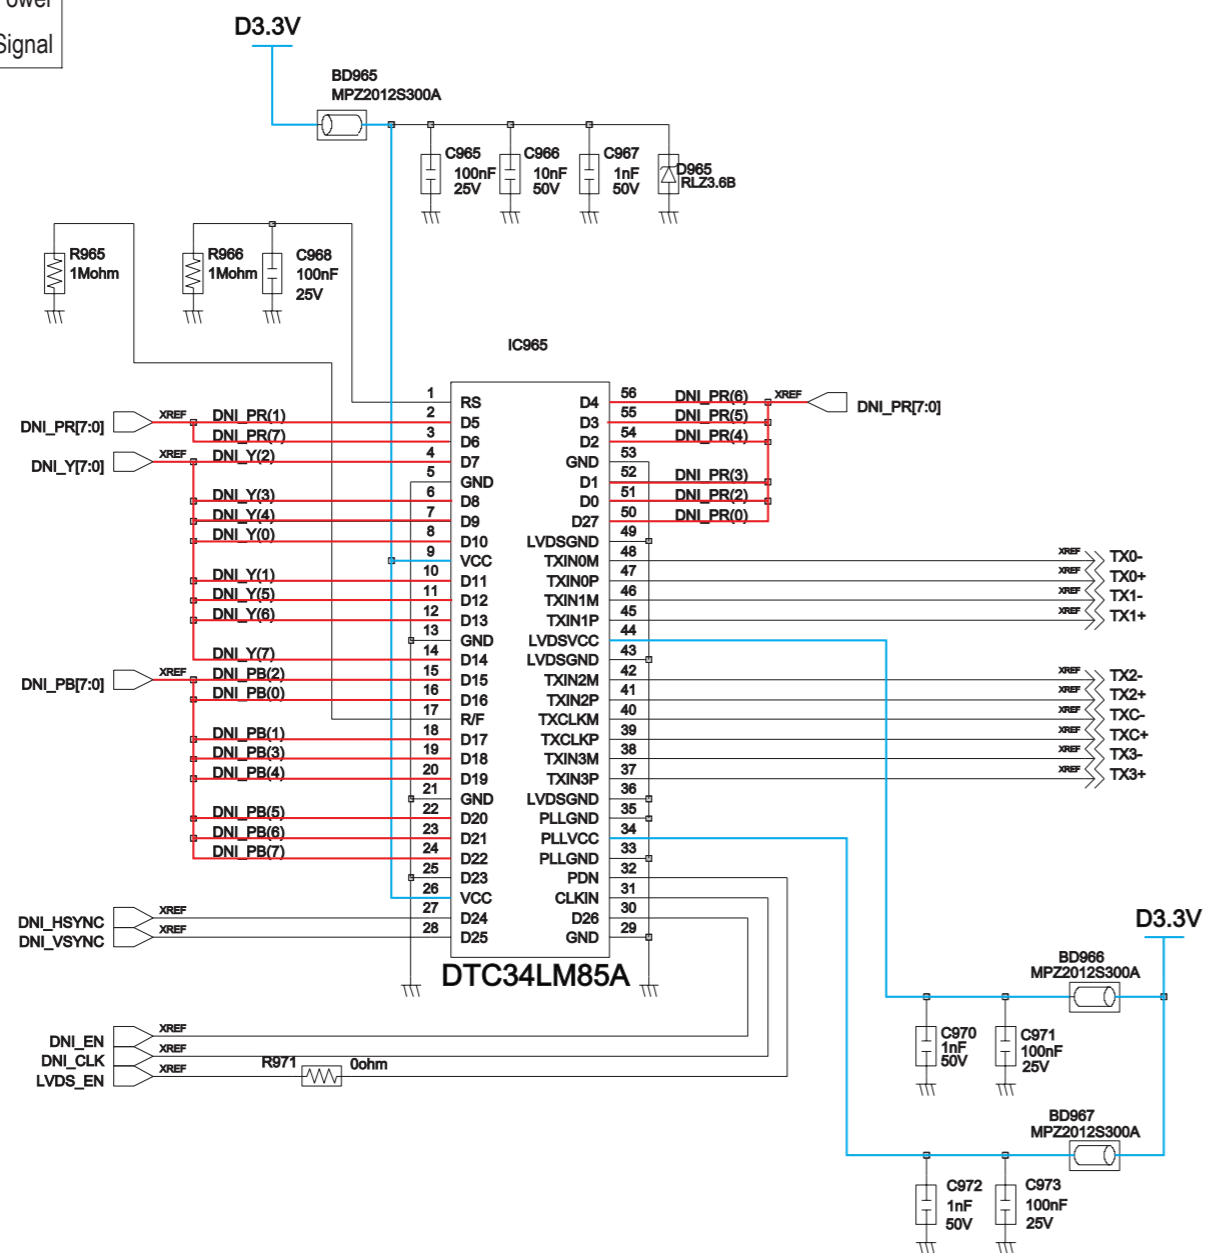 ower
Signal
D3.3V
BD965
MPZ2012S300A
C965
100nF
25V
C966
10nF
50V
C967
1nF
50V
D965
RLZ3.6B
R965
1Mohm
R966
1Mohm
C968
100nF
25V
IC965
1 RS D4 56 DNI_PR(6) XREF DNI_PR[7:0]
DNI_PR[7:0] XREF DNI_PR(1) 2 D5 D3 55 DNI_PR(5)
DNI_PR(7) 3 D6 D2 54 DNI_PR(4)
DNI_Y[7:0] XREF DNI_Y(2) 4 D7 GND 53
5 GND D1 52 DNI_PR(3)
DNI_Y(3) 6 D8 D0 51 DNI_PR(2)
DNI_Y(4) 7 D9 D27 50 DNI_PR(0)
DNI_Y(0) 8 D10 LVDSGND 49
9 VCC TXIN0M 48 XREF TX0-
DNI_Y(1) 10 D11 TXIN0P 47 XREF TX0+
DNI_Y(5) 11 D12 TXIN1M 46 XREF TX1-
DNI_Y(6) 12 D13 TXIN1P 45 XREF TX1+
13 GND LVDSVCC 44
DNI_Y(7) 14 D14 LVDSGND 43
DNI_PB[7:0] XREF DNI_PB(2) 15 D15 TXIN2M 42 XREF TX2-
DNI_PB(0) 16 D16 TXIN2P 41 XREF TX2+
17 R/F TXCLKM 40 XREF TXC-
DNI_PB(1) 18 D17 TXCLKP 39 XREF TXC+
DNI_PB(3) 19 D18 TXIN3M 38 XREF TX3-
DNI_PB(4) 20 D19 TXIN3P 37 XREF TX3+
21 GND LVDSGND 36
DNI_PB(5) 22 D20 PLLGND 35
DNI_PB(6) 23 D21 PLLVCC 34
DNI_PB(7) 24 D22 PLLGND 33
25 D23 PDN 32
26 VCC CLKIN 31
DNI_HSYNC XREF 27 D24 D26 30
DNI_VSYNC XREF 28 D25 GND 29
DTC34LM85A
DNI_EN XREF
DNI_CLK XREF
LVDS_EN XREF R971 0ohm
D3.3V
BD966
MPZ2012S300A
C970
1nF
50V
C971
100nF
25V
BD967
MPZ2012S300A
C972
1nF
50V
C973
100nF
25V